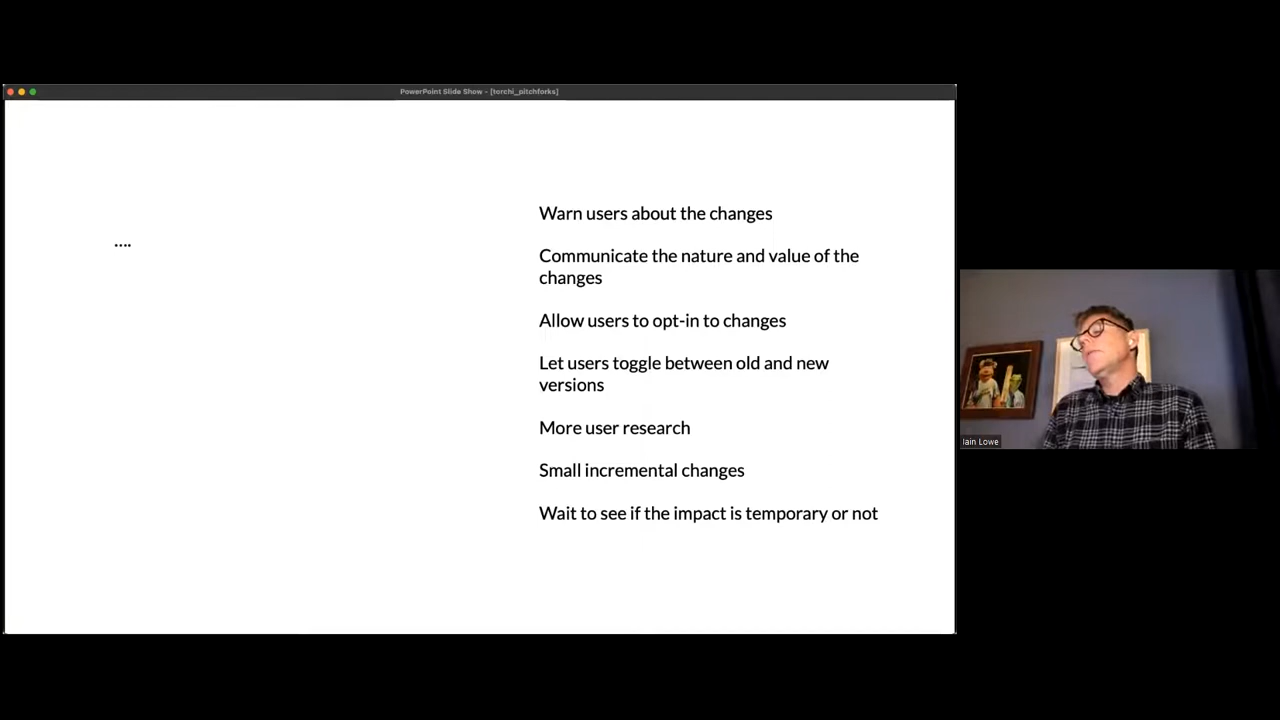 PowerPoint Slide Show - [torchi_pitchforks]
....
Warn users about the changes
Communicate the nature and value of the
changes
Allow users to opt-in to changes
Let users toggle between old and new
versions
More user research
Small incremental changes
Wait to see if the impact is temporary or not
Iain Lowe